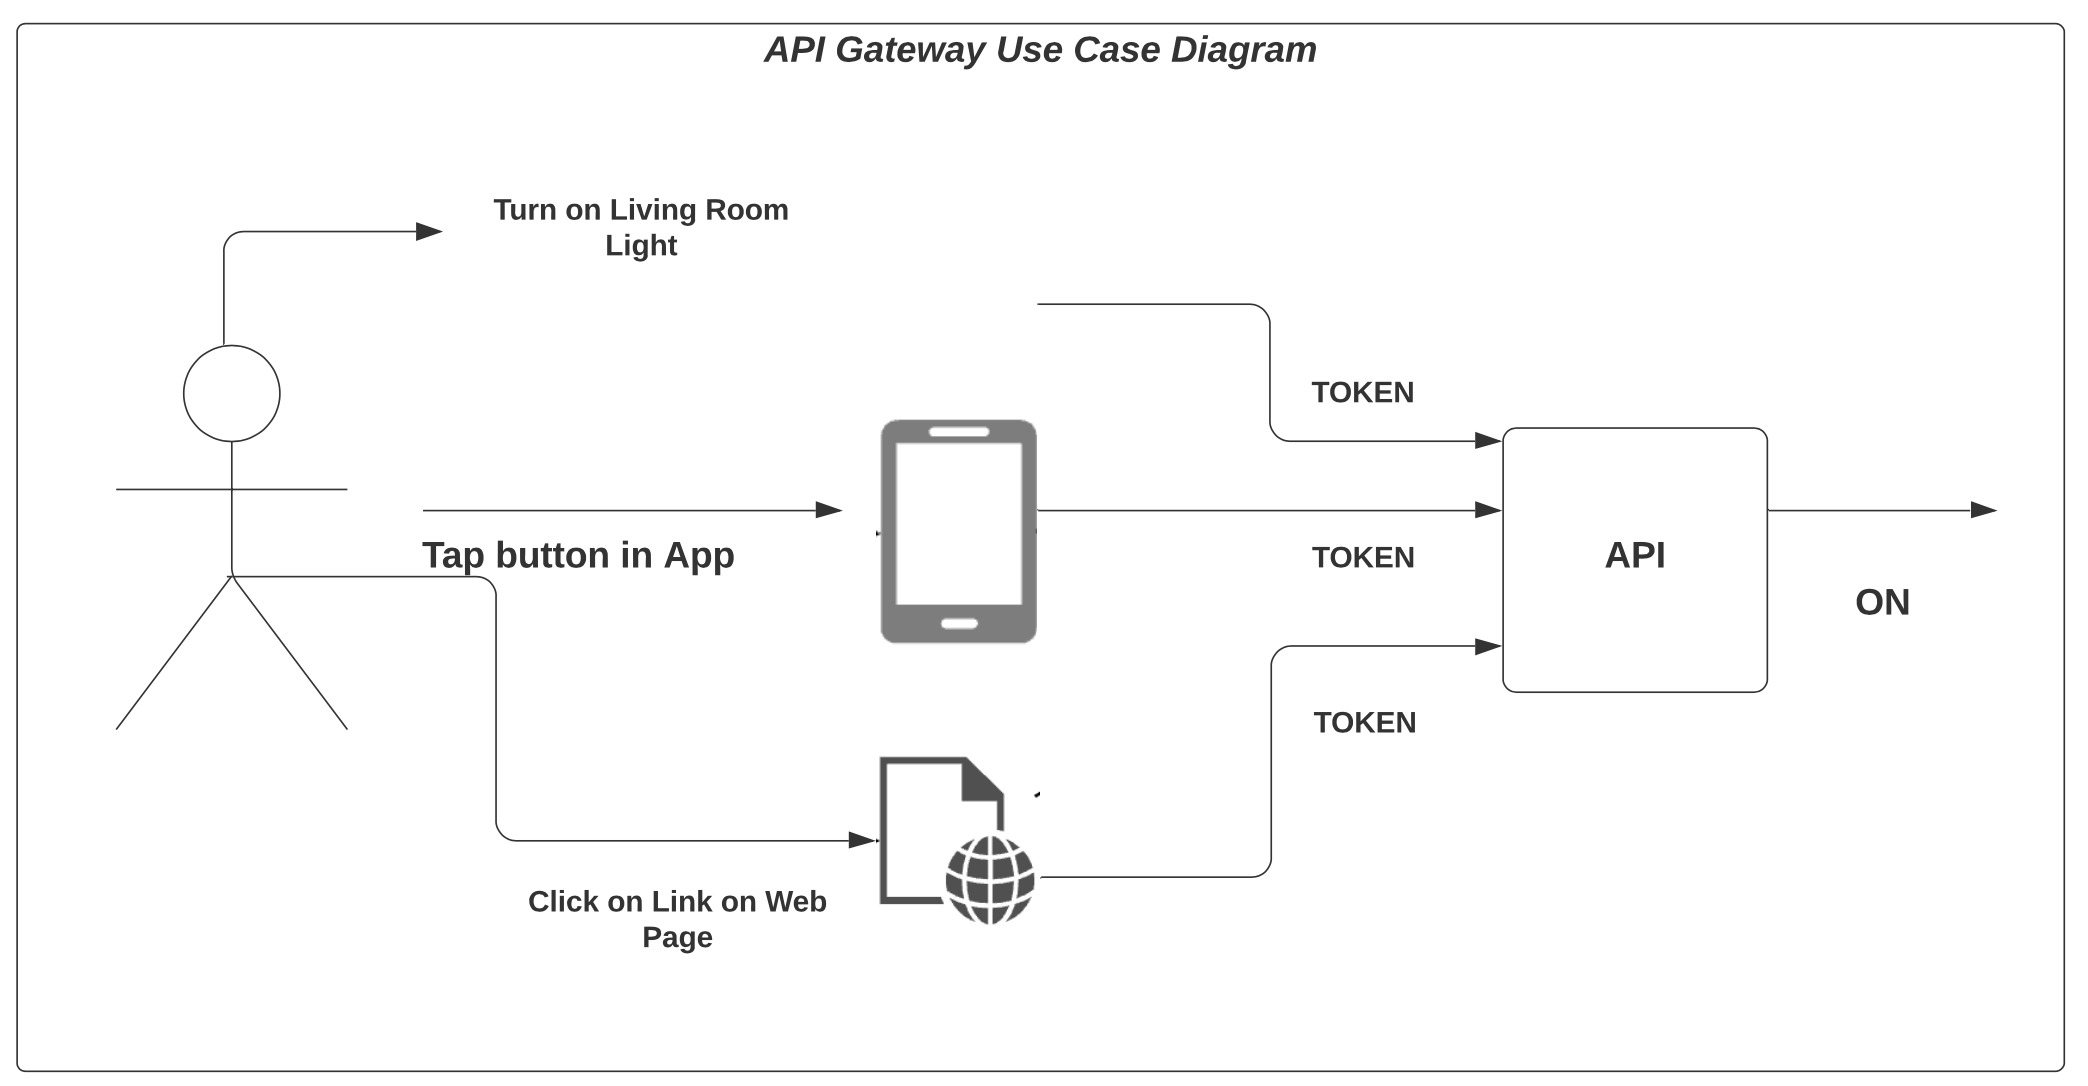 API Gateway Use Case Diagram
Turn on Living Room
Light
TOKEN
Tap button in App
TOKEN
API
ON
TOKEN
Click on Link on Web
Page